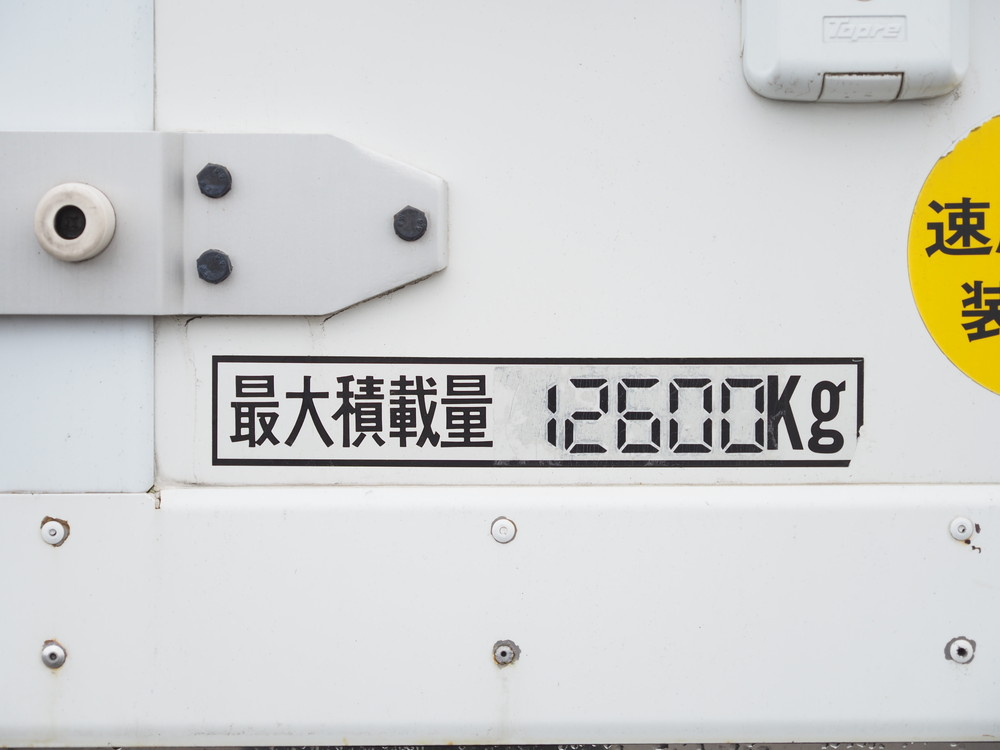 Topre
速
装
最大積載量 12600Kg